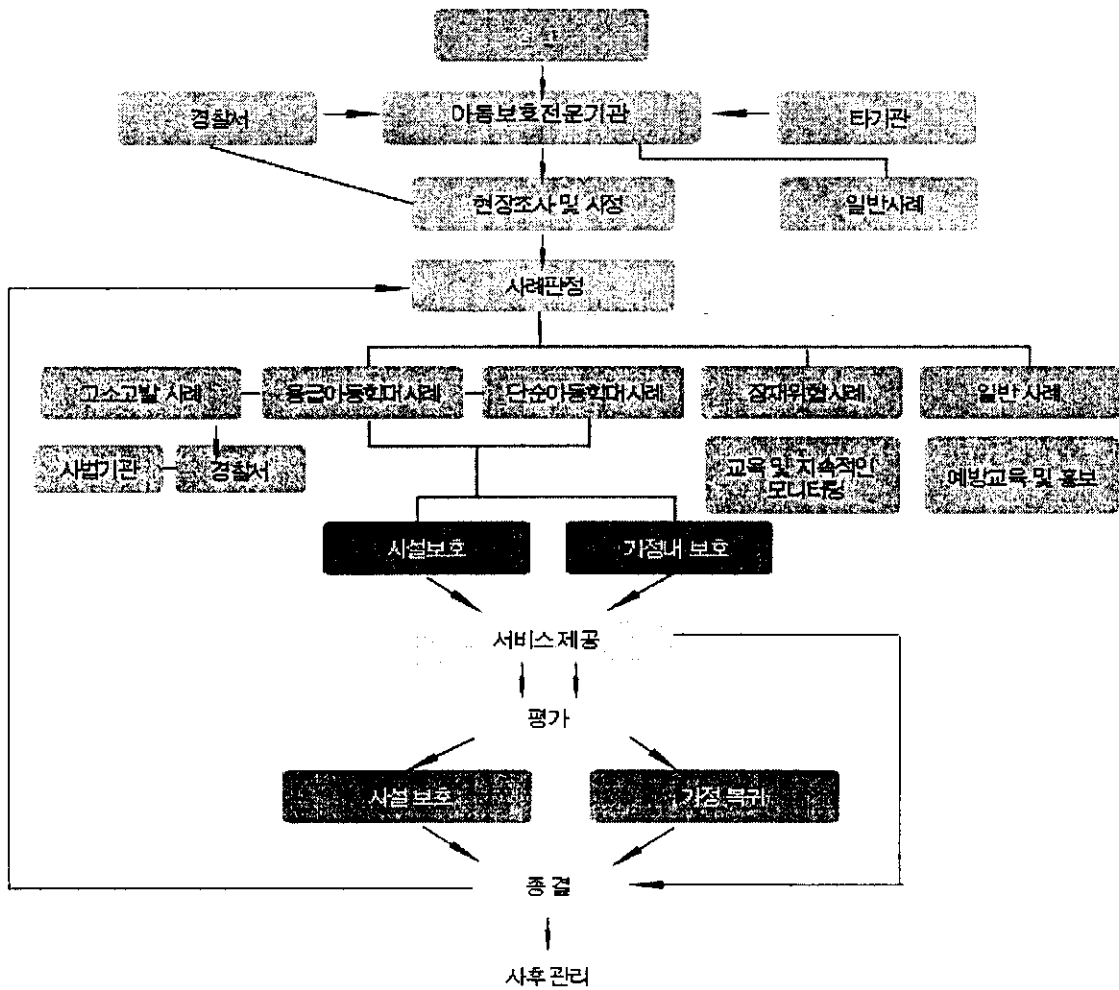 경찰서
아동보호전문기관
타기관
현장조사 및 사정
일반사례
사례판정
고소고발 사례
응급아동학대사례
단순아동학대사례
잠재위험사례
일반 사례
사법기관
경찰서
교육 및 지속적인
모니터링
예방교육 및 홍보
시설보호
가정내 보호
서비스 제공
평가
시설 보호
가정 복귀
종 결
사후 관리